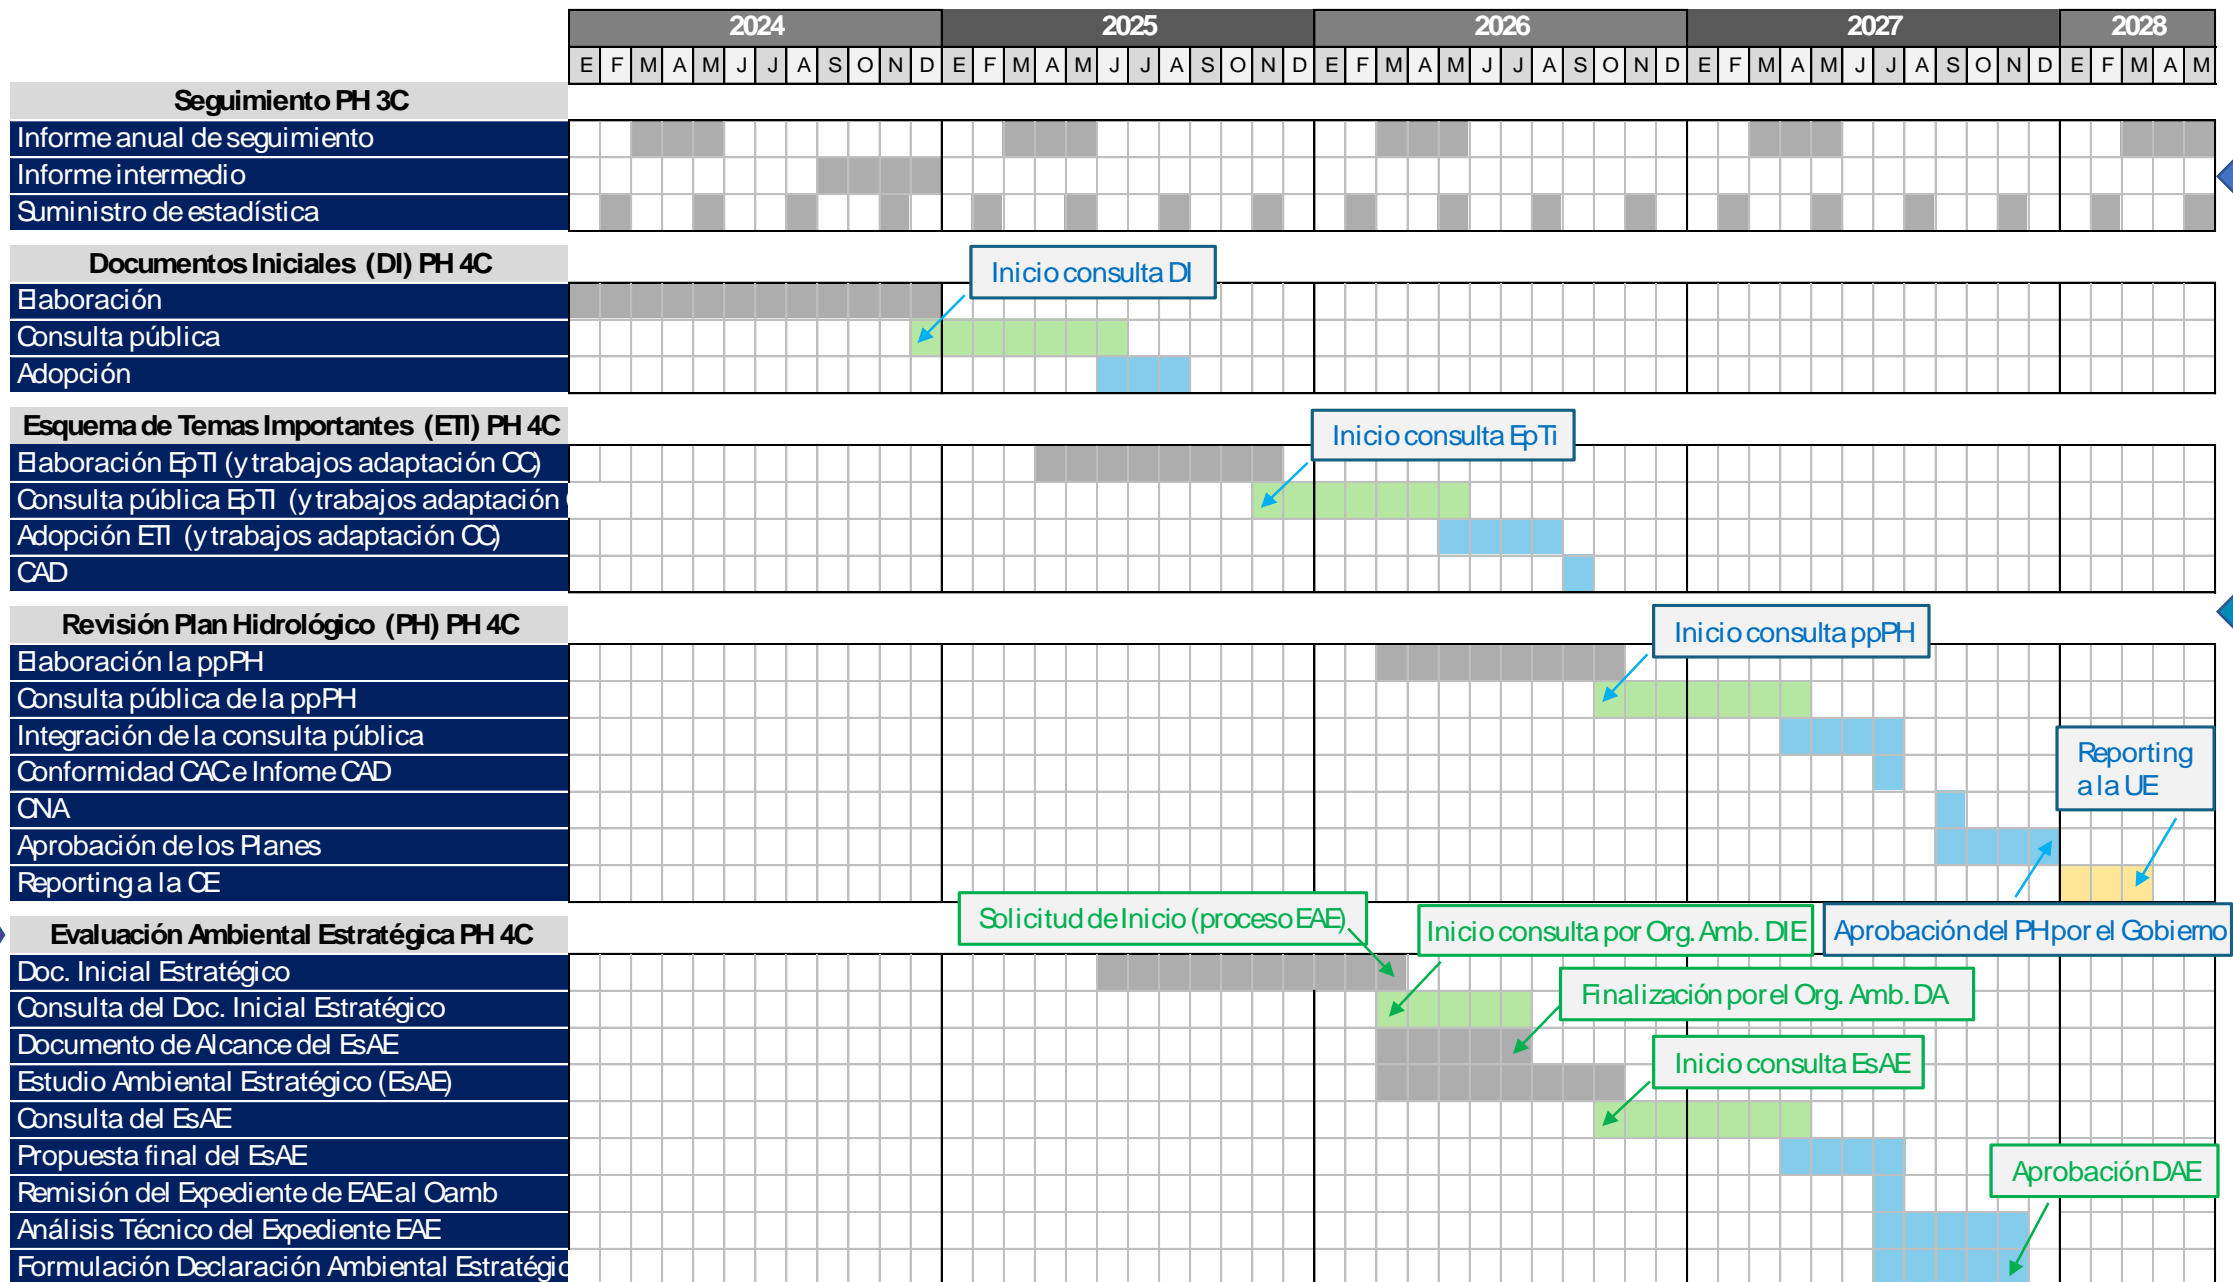 2024 2025 2026 2027 2028
E F M A M J J A S O N D E F M A M J J A S O N D E F M A M J J A S O N D E F M A M J J A S O N D E F M A M
Seguimiento PH 3C
Informe anual de seguimiento
Informe intermedio
Suministro de estadística
Documentos Iniciales (DI) PH 4C
Inicio consulta DI
Elaboración
Consulta pública
Adopción
Esquema de Temas Importantes (ETI) PH 4C
Inicio consulta EpTi
Elaboración EpTI (y trabajos adaptación CC)
Consulta pública EpTI (y trabajos adaptación
Adopción ETI (y trabajos adaptación CC)
CAD
Revisión Plan Hidrológico (PH) PH 4C
Inicio consulta ppPH
Elaboración la ppPH
Consulta pública de la ppPH
Integración de la consulta pública
Conformidad CAC e Infome CAD
CNA
Aprobación de los Planes
Reporting a la CE
Reporting
a la UE
Solicitud de Inicio (proceso EAE)
Inicio consulta por Org. Amb. DIE
Aprobación del PH por el Gobierno
Evaluación Ambiental Estratégica PH 4C
Doc. Inicial Estratégico
Consulta del Doc. Inicial Estratégico
Finalización por el Org. Amb. DA
Documento de Alcance del EsAE
Estudio Ambiental Estratégico (EsAE)
Inicio consulta EsAE
Consulta del EsAE
Propuesta final del EsAE
Remisión del Expediente de EAE al Oamb
Aprobación DAE
Análisis Técnico del Expediente EAE
Formulación Declaración Ambiental Estratégic